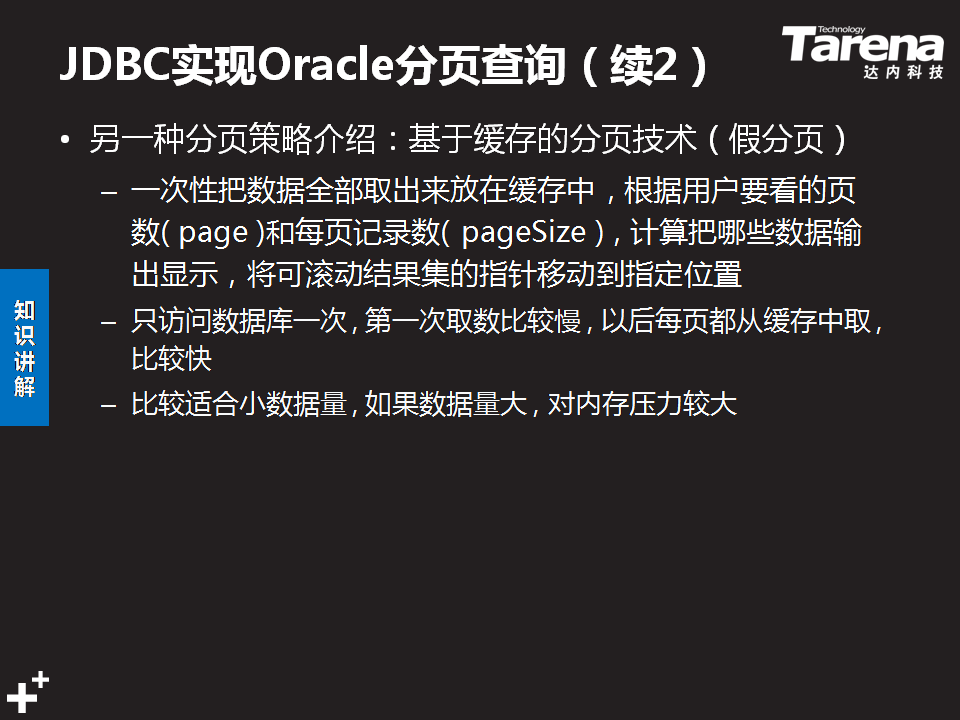 JDBC实现Oracle分页查询（续2）
Technology
Tarena
达内科技
• 另一种分页策略介绍：基于缓存的分页技术（假分页）
– 一次性把数据全部取出来放在缓存中，根据用户要看的页
数( page )和每页记录数( pageSize )，计算把哪些数据输
出显示，将可滚动结果集的指针移动到指定位置
– 只访问数据库一次，第一次取数比较慢，以后每页都从缓存中取，
比较快
– 比较适合小数据量，如果数据量大，对内存压力较大
知
识
讲
解